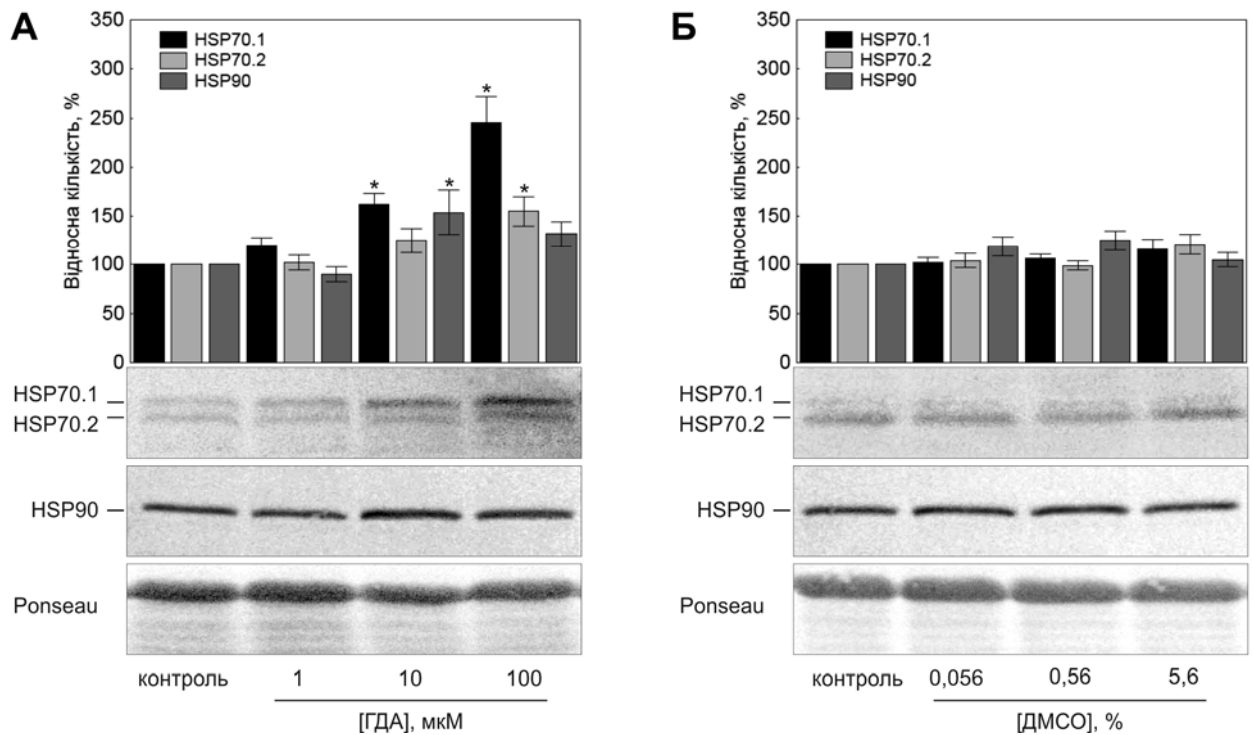 А
350
300
250
200
150
100
50
0
Відносна кількість, %
HSP70.1
HSP70.2
HSP90
*
*
*
*
HSP70.1
HSP70.2
HSP90
Ponseau
контроль 1 10 100
[ГДА], мкМ
Б
350
300
250
200
150
100
50
0
Відносна кількість, %
HSP70.1
HSP70.2
HSP90
HSP70.1
HSP70.2
HSP90
Ponseau
контроль 0,056 0,56 5,6
[ДМСО], %